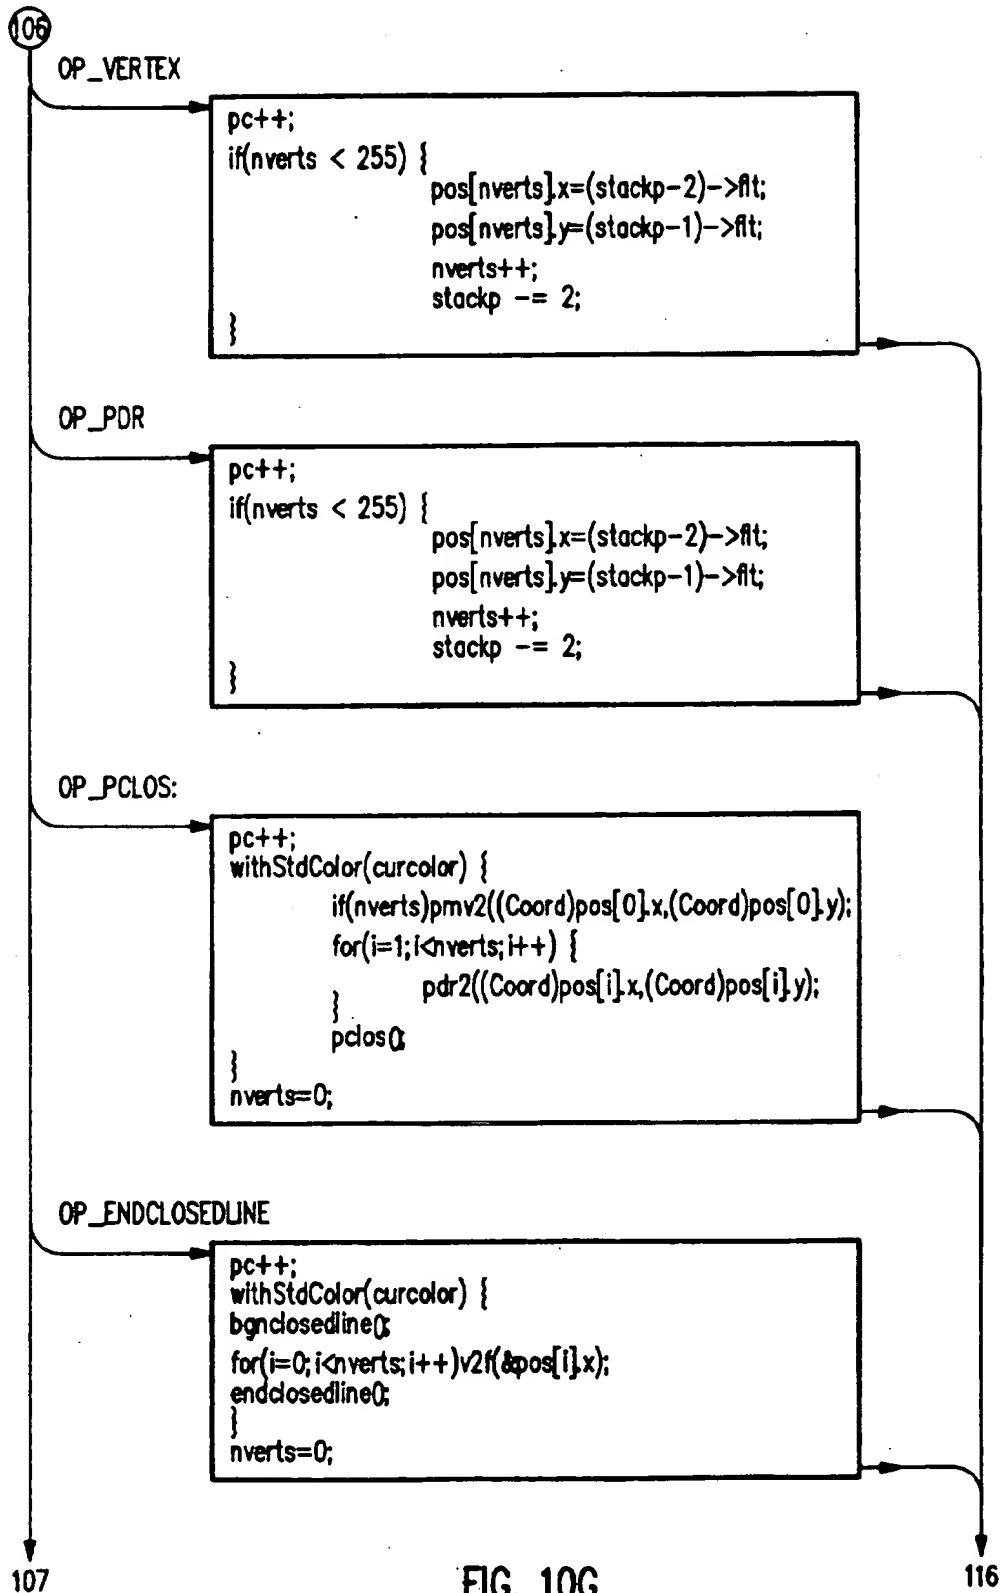 106
OP_VERTEX
pc++;
if(nverts < 255) {
pos[nverts].x=(stackp-2)->flt;
pos[nverts].y=(stackp-1)->flt;
nverts++;
stackp -= 2;
}
OP_PDR
pc++;
if(nverts < 255) {
pos[nverts].x=(stackp-2)->flt;
pos[nverts].y=(stackp-1)->flt;
nverts++;
stackp -= 2;
}
OP_PCLOS:
pc++;
withStdColor(curcolor) {
if(nverts)pmv2((Coord)pos[0].x,(Coord)pos[0].y);
for(i=1;i<nverts;i++) {
pdr2((Coord)pos[i].x,(Coord)pos[i].y);
}
pclos();
}
nverts=0;
OP_ENDCLOSEDLINE
pc++;
withStdColor(curcolor) {
bgnclosedline();
for(i=0;i<nverts;i++)v2f(&pos[i].x);
endclosedline();
}
nverts=0;
107
FIG. 10G
116